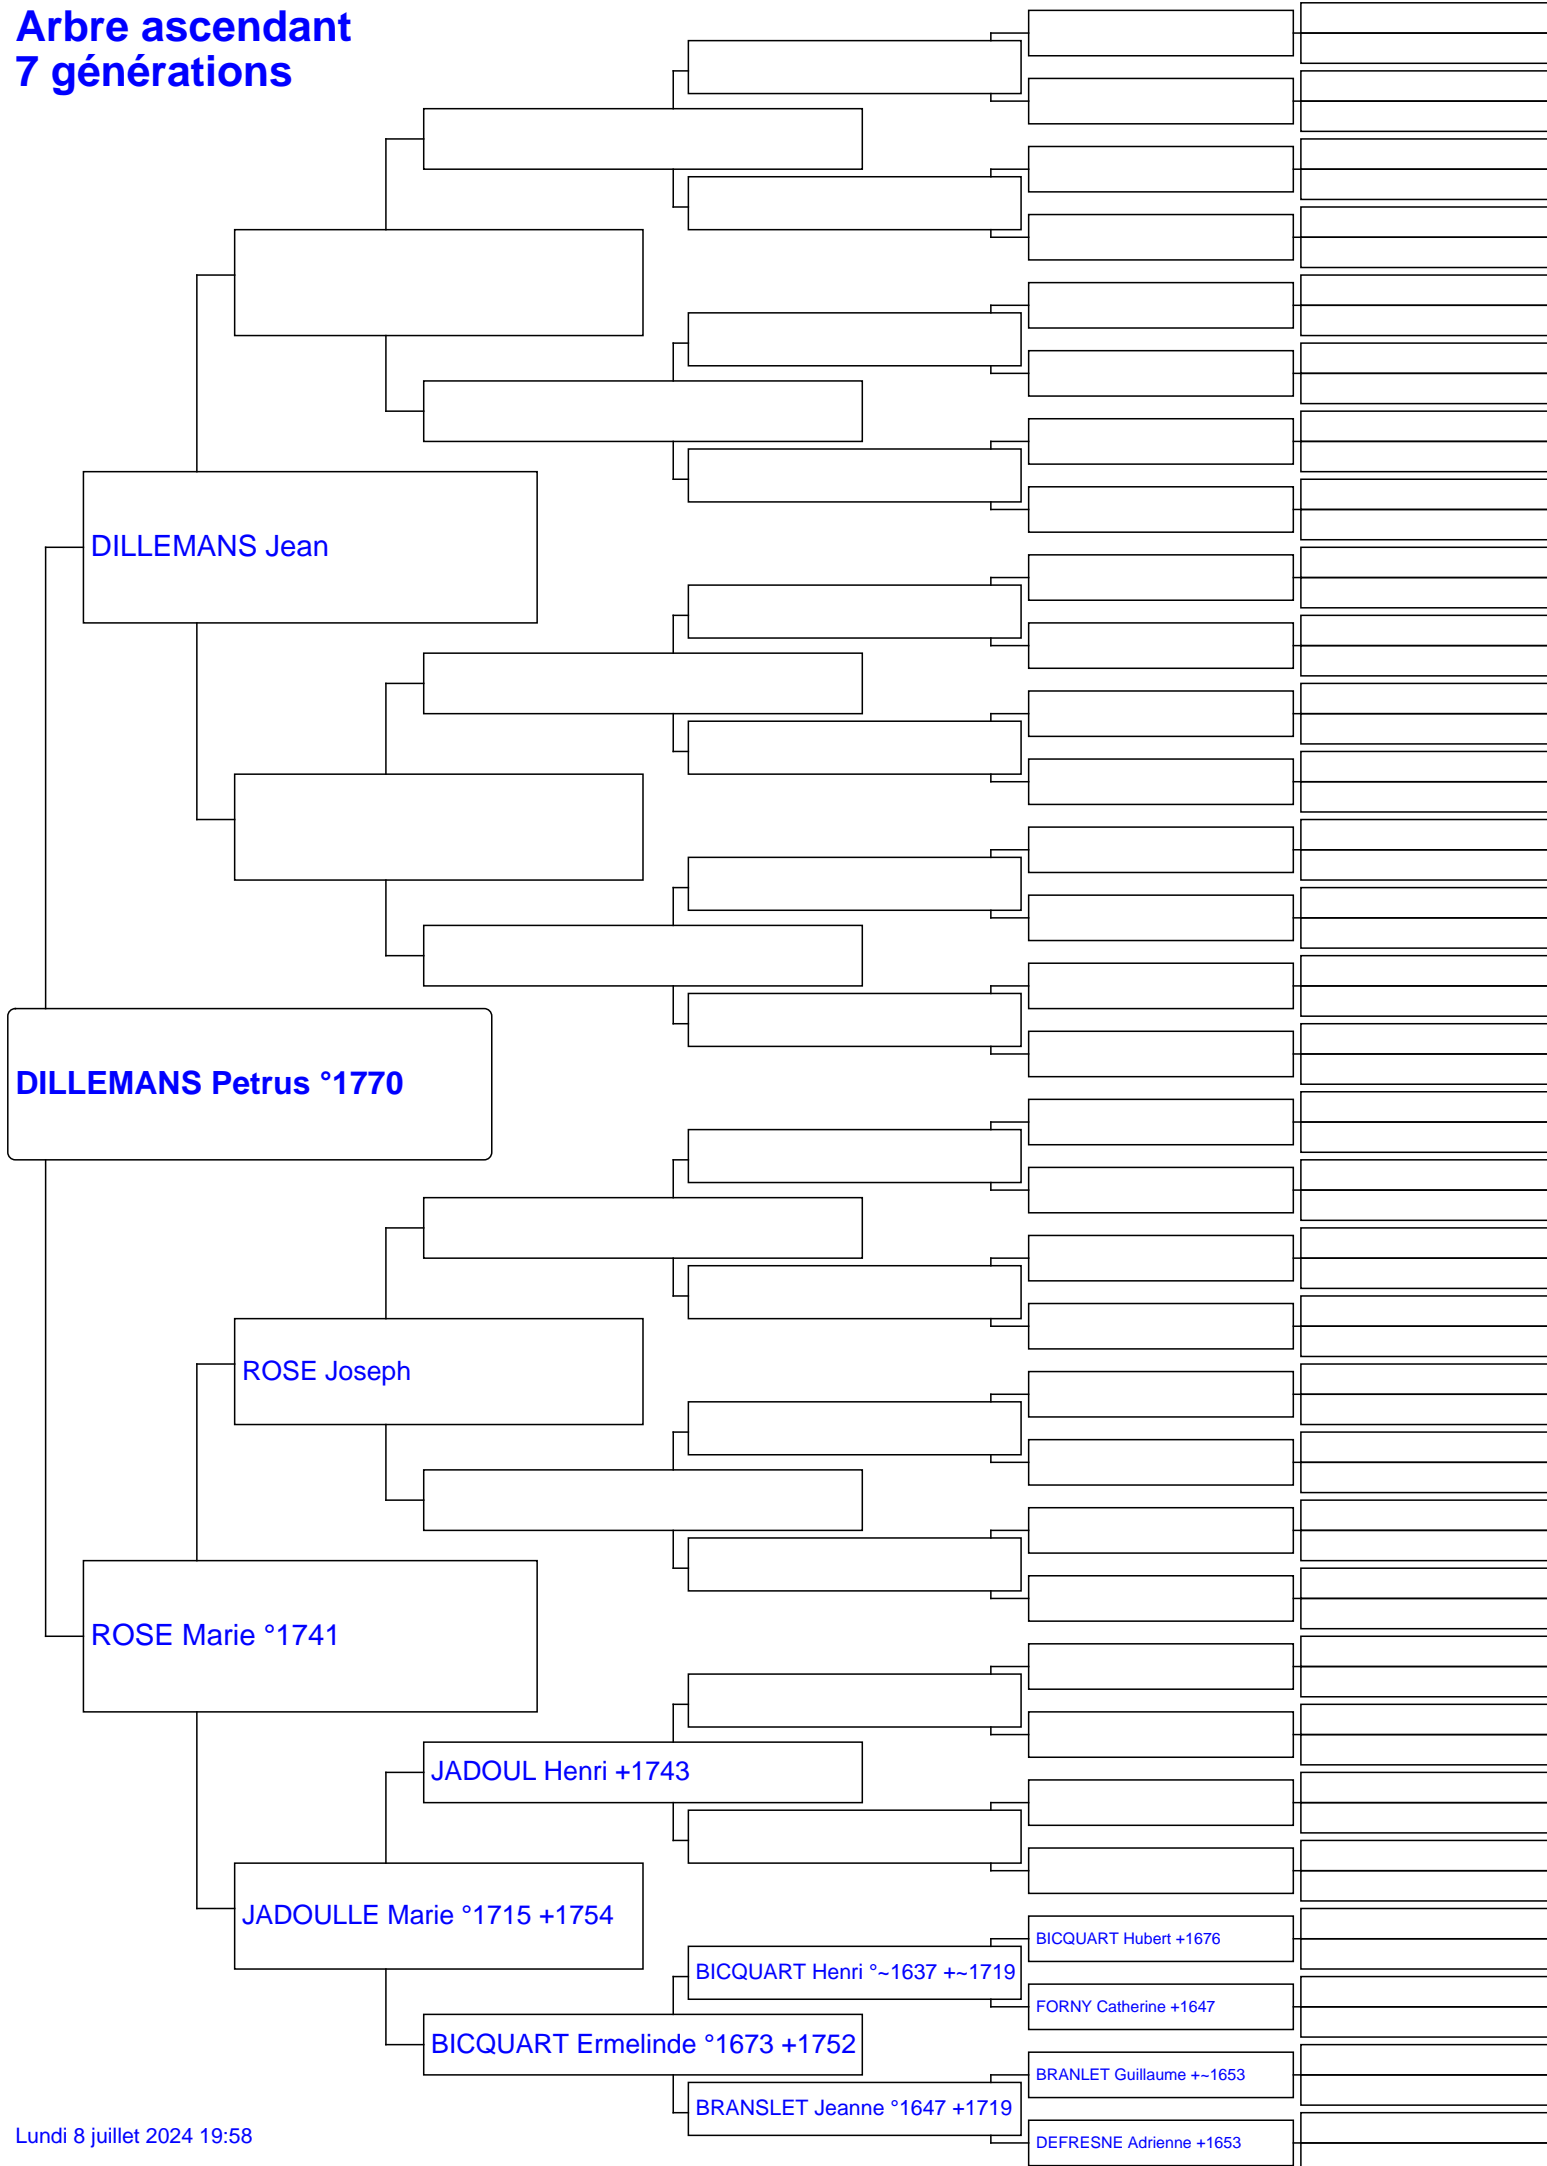 Arbre ascendant
7 générations
DILLEMANS Jean
DILLEMANS Petrus °1770
ROSE Joseph
ROSE Marie °1741
JADOUL Henri +1743
JADOULLE Marie °1715 +1754
BICQUART Hubert +1676
BICQUART Henri °~1637 +~1719
FORNY Catherine +1647
BICQUART Ermelinde °1673 +1752
BRANLET Guillaume +~1653
BRANSLET Jeanne °1647 +1719
DEFRESNE Adrienne +1653
Lundi 8 juillet 2024 19:58